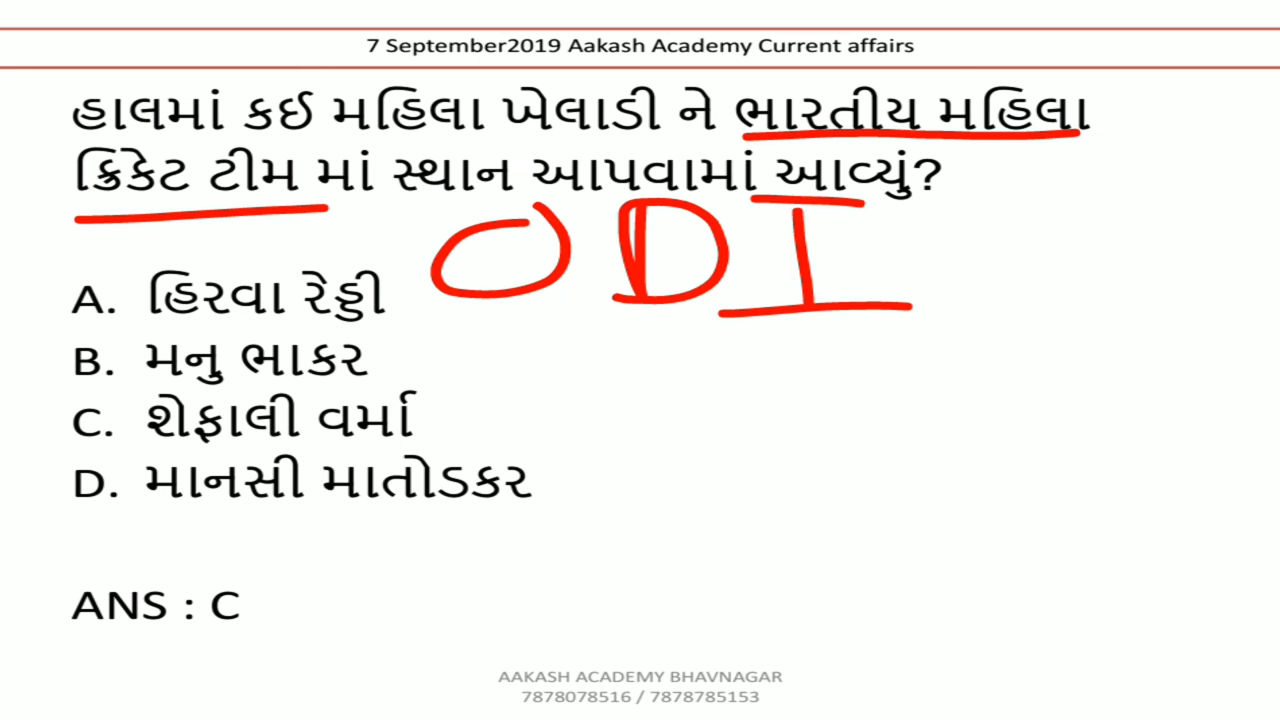 7 September2019 Aakash Academy Current affairs
હાલમાં કઈ મહિલા ખેલાડી ને ભારતીય મહિલા
ક્રિકેટ ટીમ માં સ્થાન આપવામાં આવ્યું?
ODI
A. હિરવા રેડ્ડી
B. મનુ ભાકર
C. શેફાલી વર્મા
D. માનસી માતોડકર
ANS : C
AAKASH ACADEMY BHAVNAGAR
7878078516 / 7878785153